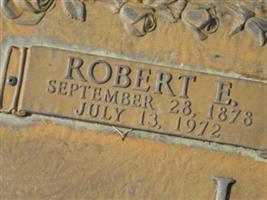 ROBERT E.
SEPTEMBER 28, 1878
JULY 13, 1972